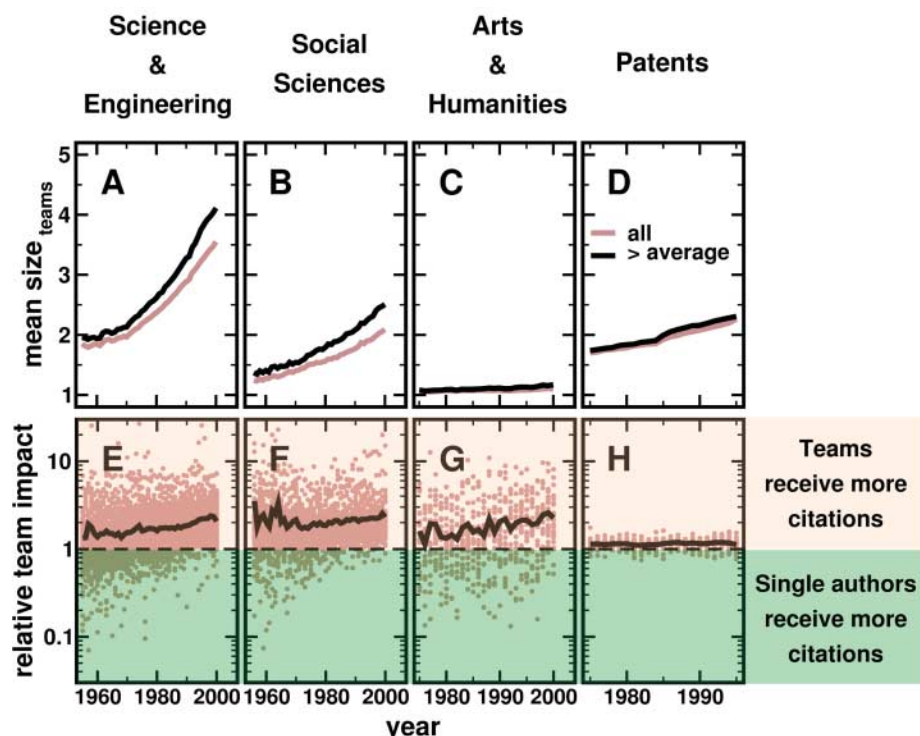 Science
&
Engineering
Social
Sciences
Arts
&
Humanities
Patents
mean size teams
5
4
3
2
1
A
B
C
D
all
> average
relative team impact
10
1
0.1
E
F
G
H
Teams
receive more
citations
Single authors
receive more
citations
1960 1980 2000
1960 1980 2000
1980 1990 2000
1980 1990
year